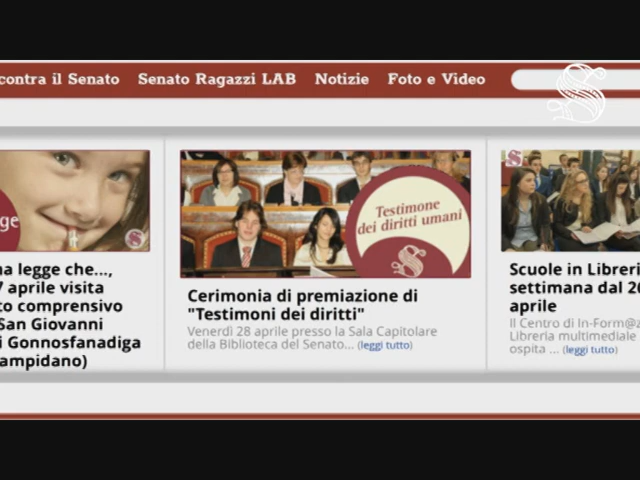 contra il Senato Senato Ragazzi LAB Notizie Foto e Video
ge
na legge che...,
7 aprile visita
to comprensivo
San Giovanni
i Gonnosfanadiga
ampidano)
Testimone
dei diritti umani
Cerimonia di premiazione di
"Testimoni dei diritti"
Venerdì 28 aprile presso la Sala Capitolare
della Biblioteca del Senato... (leggi tutto)
Scuole in Libreri
settimana dal 20
aprile
Il Centro di In-Form@z
Libreria multimediale
ospita ... (leggi tutto)